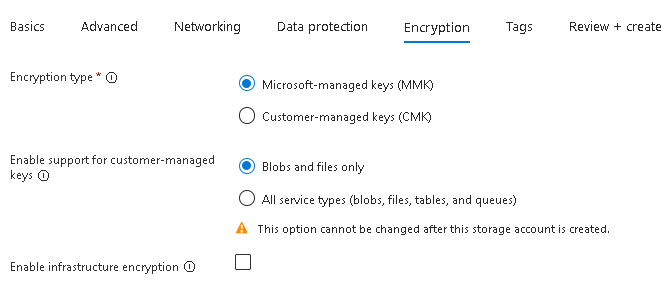 Basics Advanced Networking Data protection Encryption Tags Review + create
Encryption type * Microsoft-managed keys (MMK)
Customer-managed keys (CMK)
Enable support for customer-managed keys Blobs and files only
All service types (blobs, files, tables, and queues)
This option cannot be changed after this storage account is created.
Enable infrastructure encryption